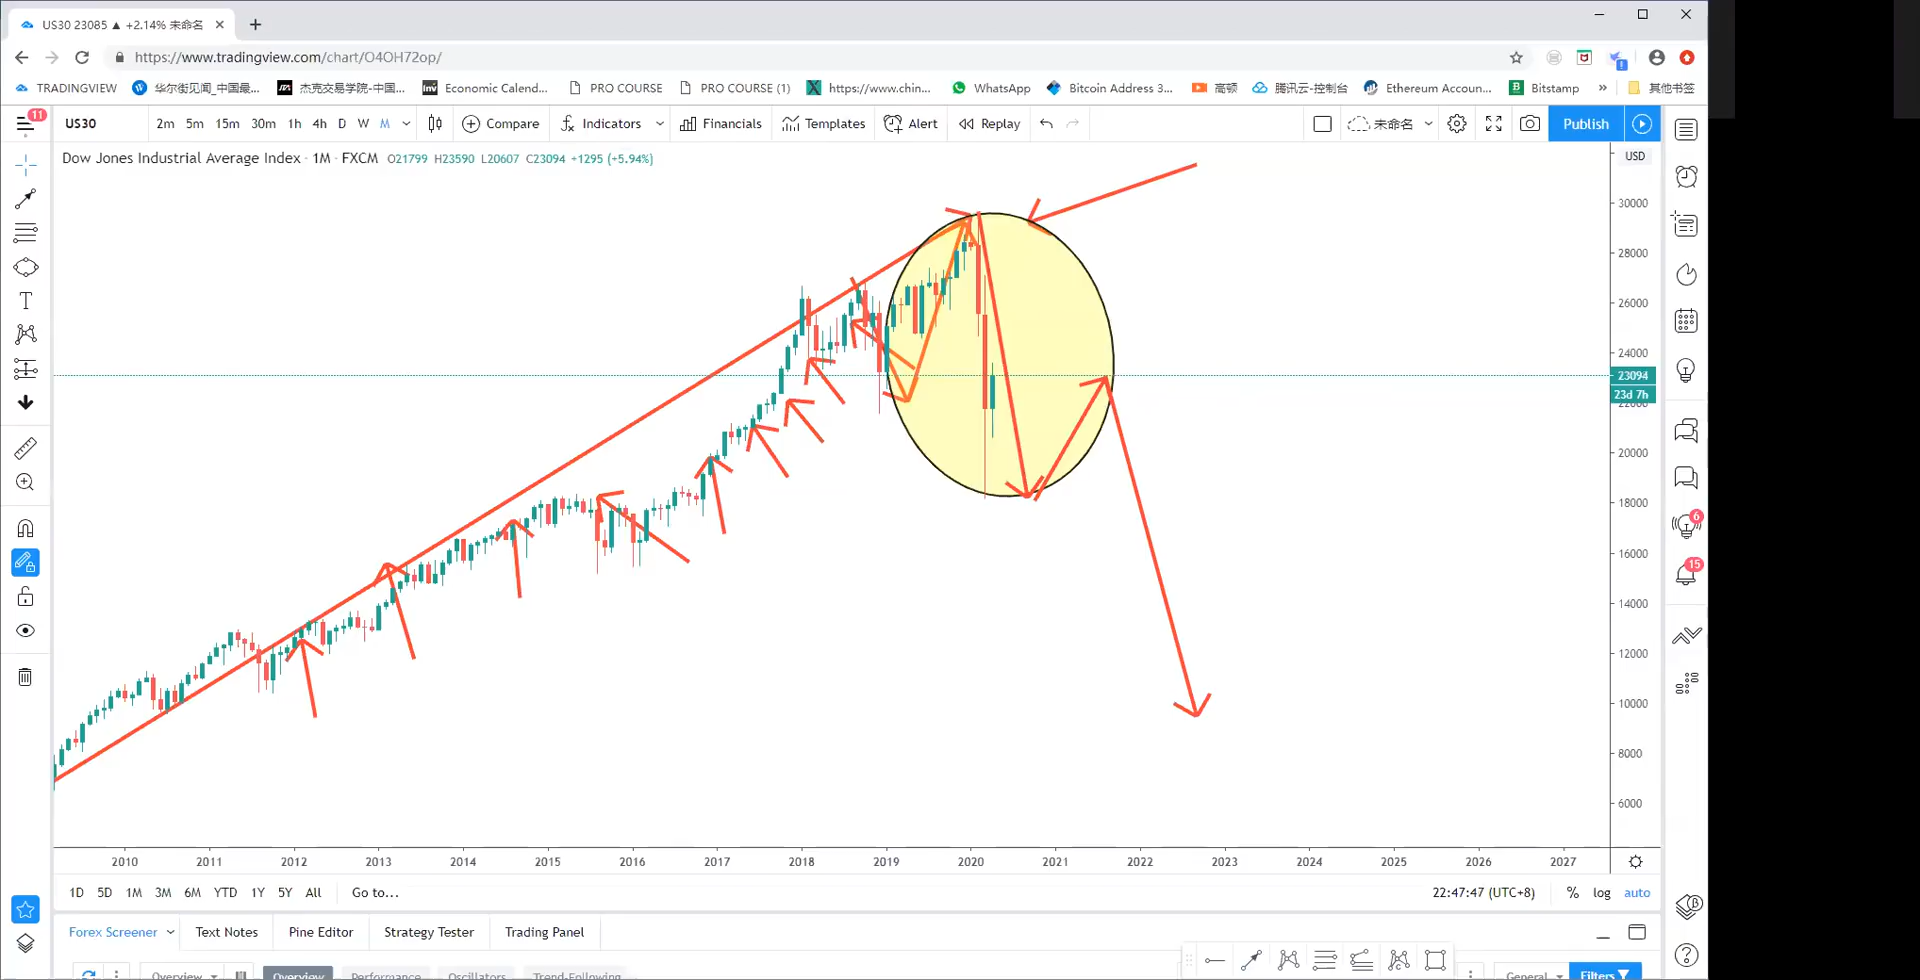 US30 23085 ▲ +2.14% 未命名
https://www.tradingview.com/chart/O4OH72op/
TRADINGVIEW 华尔街见闻_中国最... 杰克交易学院-中国... Economic Calend... PRO COURSE PRO COURSE (1) https://www.chin... WhatsApp Bitcoin Address 3... 高顿 腾讯云-控制台 Ethereum Accoun... Bitstamp » 其他书签
11 US30 2m 5m 15m 30m 1h 4h D W M Compare Indicators Financials Templates Alert Replay 未命名 Publish
Dow Jones Industrial Average Index · 1M · FXCM O21799 H23590 L20607 C23094 +1295 (+5.94%)
USD
30000
28000
26000
24000
23094
23d 7h
22000
20000
18000
16000
14000
12000
10000
8000
6000
6
15
2010 2011 2012 2013 2014 2015 2016 2017 2018 2019 2020 2021 2022 2023 2024 2025 2026 2027
1D 5D 1M 3M 6M YTD 1Y 5Y All Go to... 22:47:47 (UTC+8) % log auto
Forex Screener Text Notes Pine Editor Strategy Tester Trading Panel
Overview Overview Performance Oscillators Trend-Following General Filters